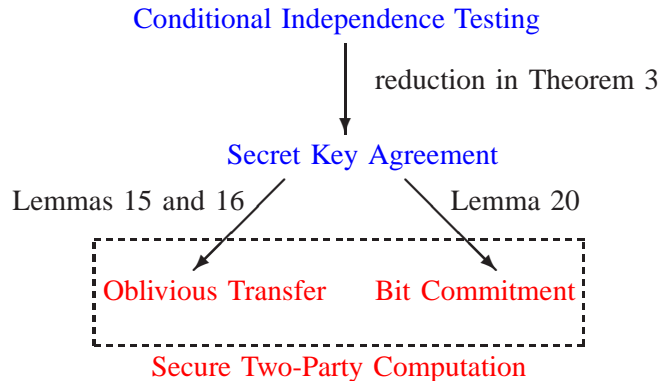 Conditional Independence Testing
reduction in Theorem 3
Secret Key Agreement
Lemmas 15 and 16
Lemma 20
Oblivious Transfer
Bit Commitment
Secure Two-Party Computation